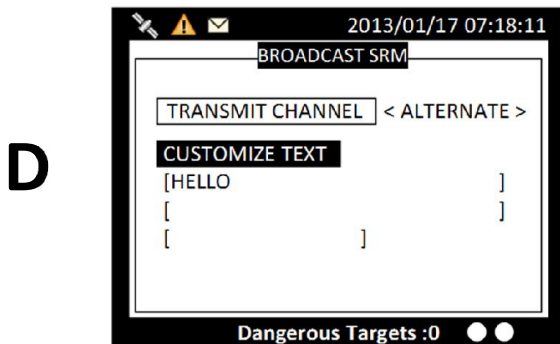 2013/01/17 07:18:11
BROADCAST SRM
TRANSMIT CHANNEL < ALTERNATE >
D
CUSTOMIZE TEXT
[HELLO ]
[ ]
[ ]
Dangerous Targets :0